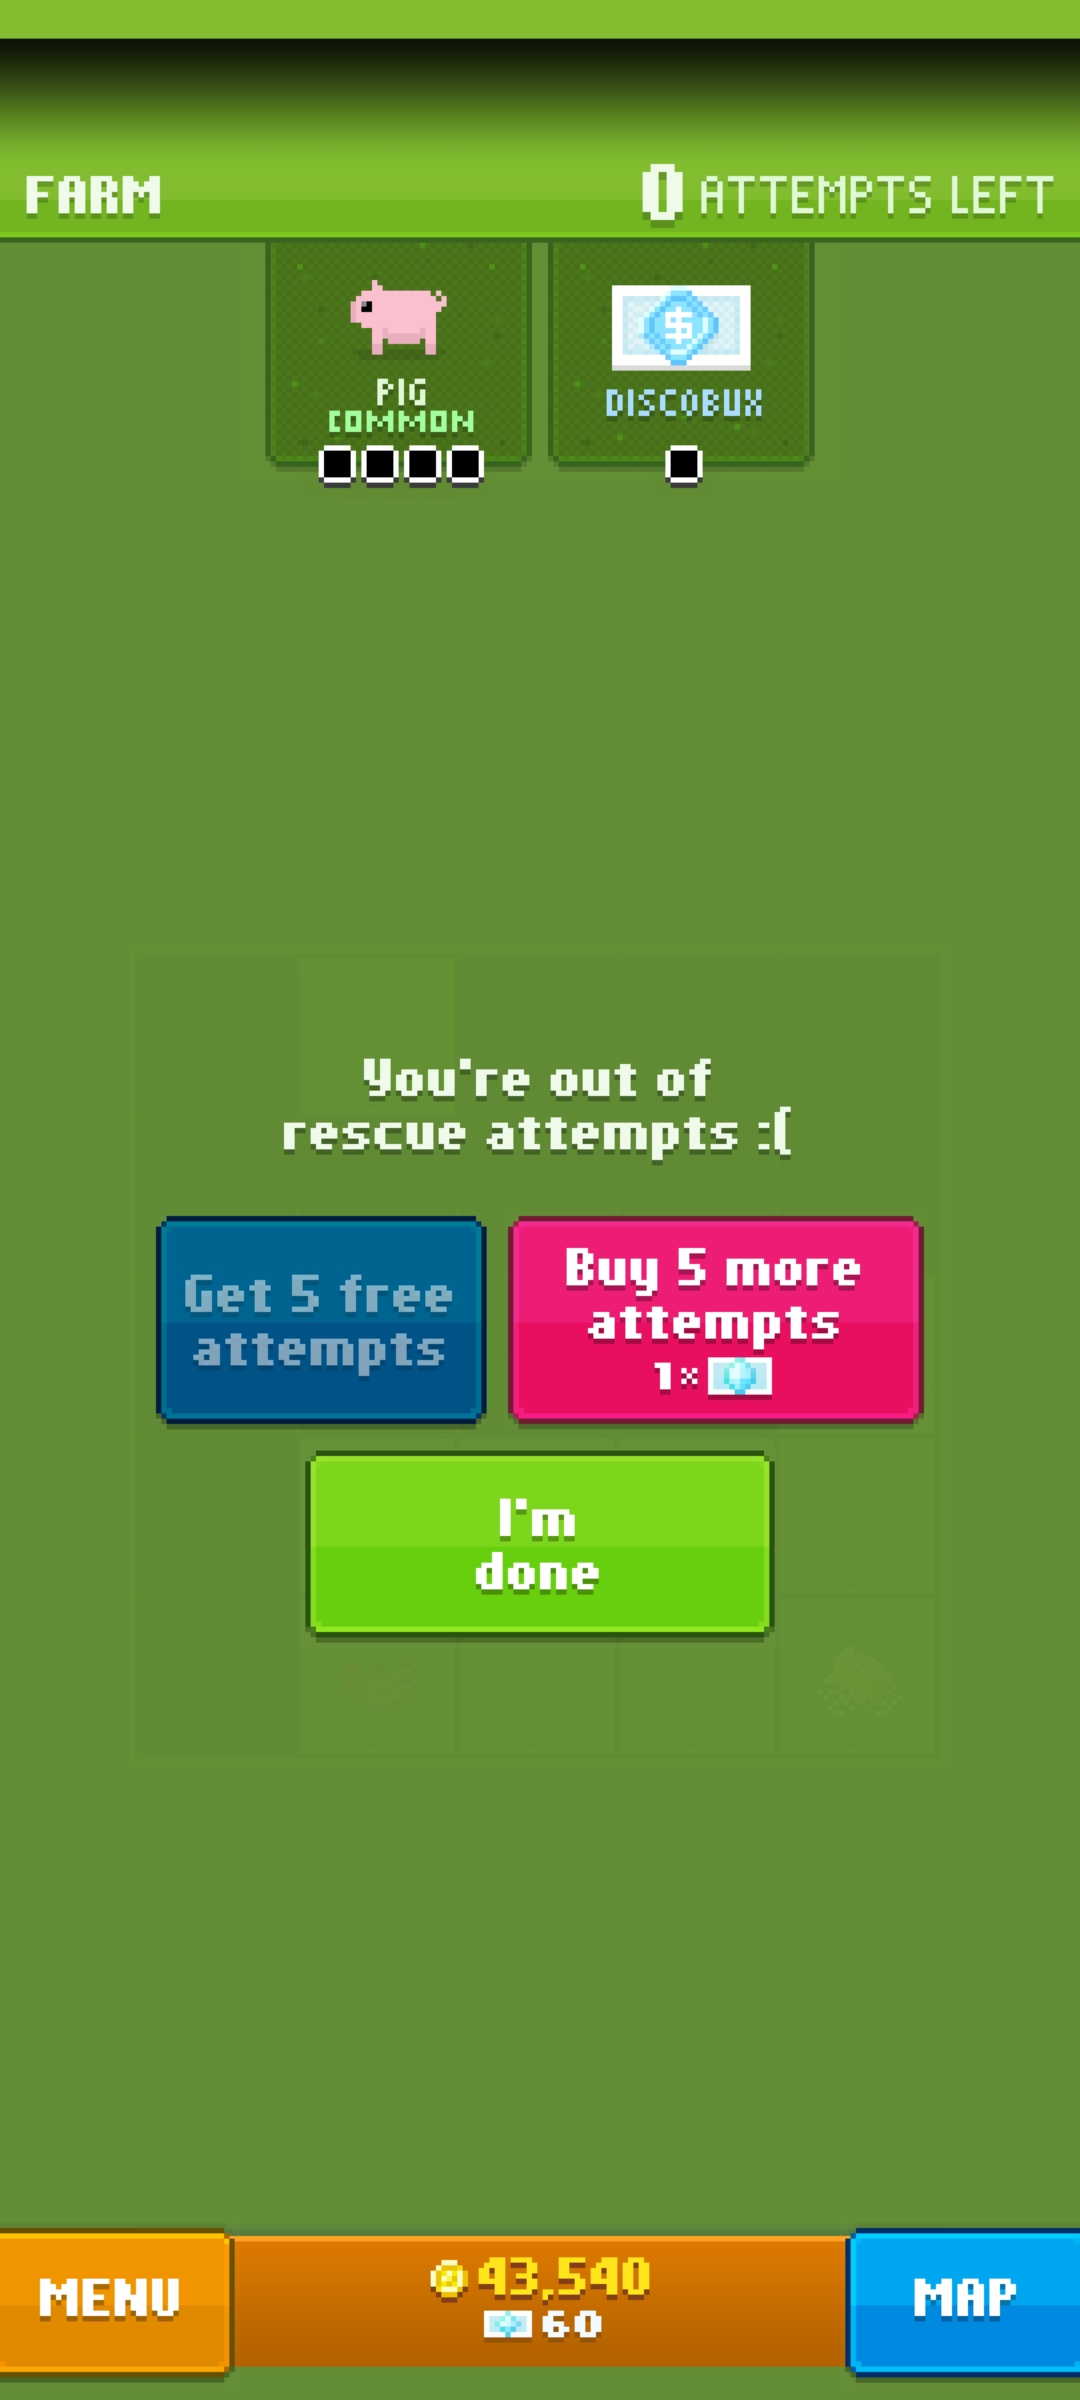 FARM
0 ATTEMPTS LEFT
PIG
COMMON
$
DISCOBUX
You're out of
rescue attempts :(
Get 5 free
attempts
Buy 5 more
attempts
1×
I'm
done
MENU
43,540
60
MAP